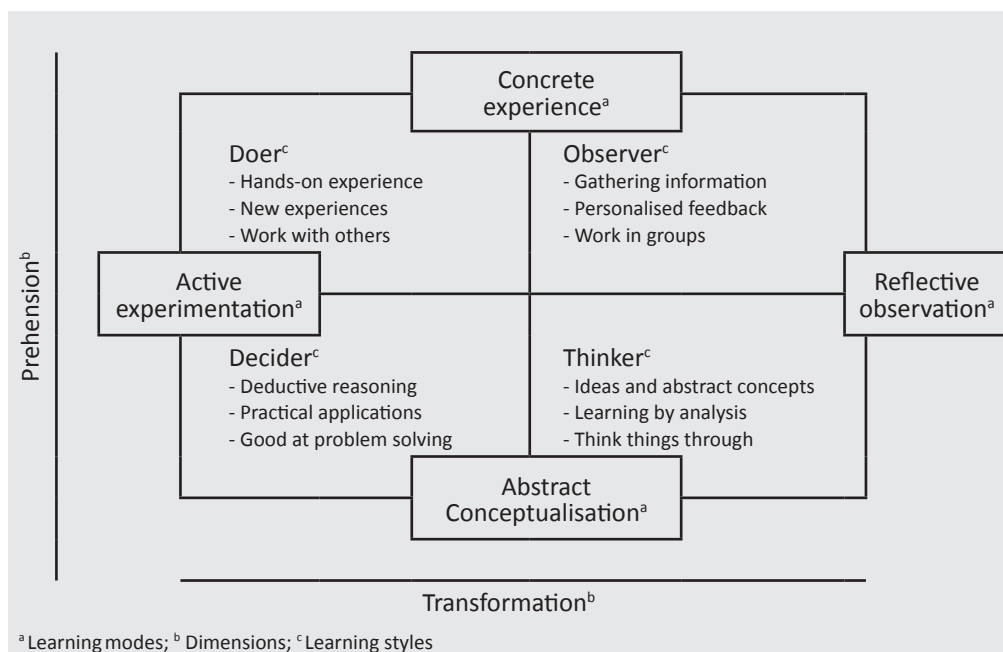 Concrete
experienceᵃ
Doerᶜ
- Hands-on experience
- New experiences
- Work with others
Observerᶜ
- Gathering information
- Personalised feedback
- Work in groups
Prehensionᵇ
Active
experimentationᵃ
Reflective
observationᵃ
Deciderᶜ
- Deductive reasoning
- Practical applications
- Good at problem solving
Thinkerᶜ
- Ideas and abstract concepts
- Learning by analysis
- Think things through
Abstract
Conceptualisationᵃ
Transformationᵇ
ᵃ Learning modes; ᵇ Dimensions; ᶜ Learning styles